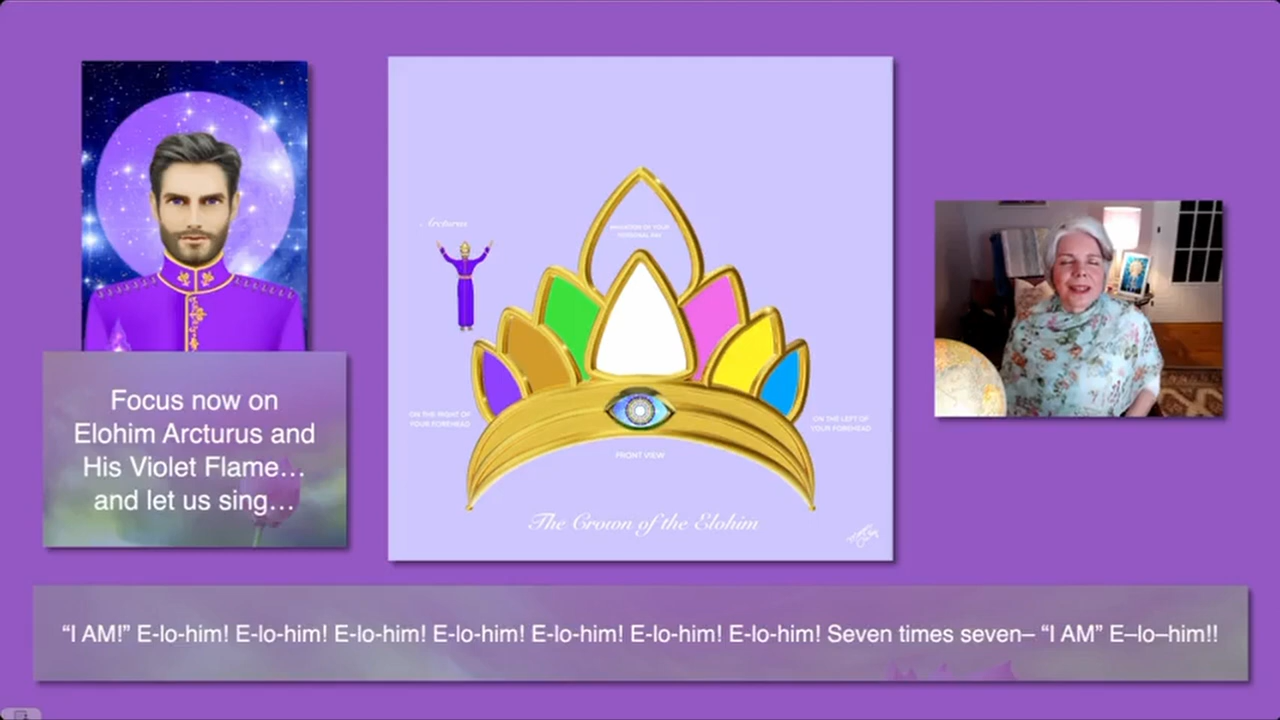 Focus now on
Elohim Arcturus and
His Violet Flame…
and let us sing…
Arcturus
ON THE RIGHT OF
YOUR FOREHEAD
ON THE LEFT OF
YOUR FOREHEAD
FRONT VIEW
The Crown of the Elohim
“I AM!” E-lo-him! E-lo-him! E-lo-him! E-lo-him! E-lo-him! E-lo-him! E-lo-him! Seven times seven– “I AM” E–lo–him!!